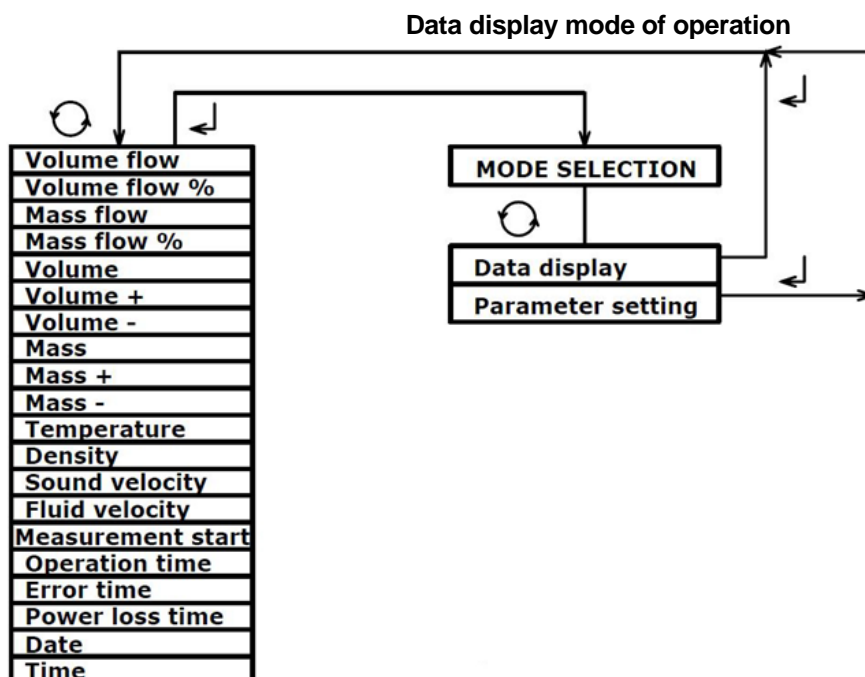 Data display mode of operation
Volume flow
Volume flow %
Mass flow
Mass flow %
Volume
Volume +
Volume -
Mass
Mass +
Mass -
Temperature
Density
Sound velocity
Fluid velocity
Measurement start
Operation time
Error time
Power loss time
Date
Time
MODE SELECTION
Data display
Parameter setting